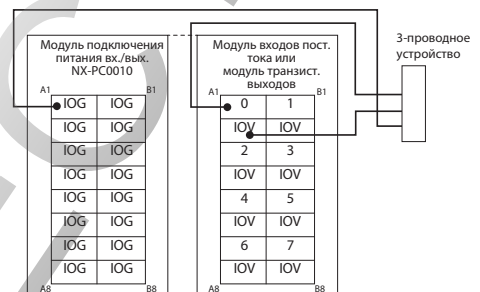 Модуль подключения
питания вх./вых.
NX-PC0010
A1
B1
IOG IOG
IOG IOG
IOG IOG
IOG IOG
IOG IOG
IOG IOG
IOG IOG
IOG IOG
A8
B8
Модуль входов пост.
тока или
модуль транзист.
выходов
A1
B1
0 1
IOV IOV
2 3
IOV IOV
4 5
IOV IOV
6 7
IOV IOV
A8
B8
3-проводное
устройство